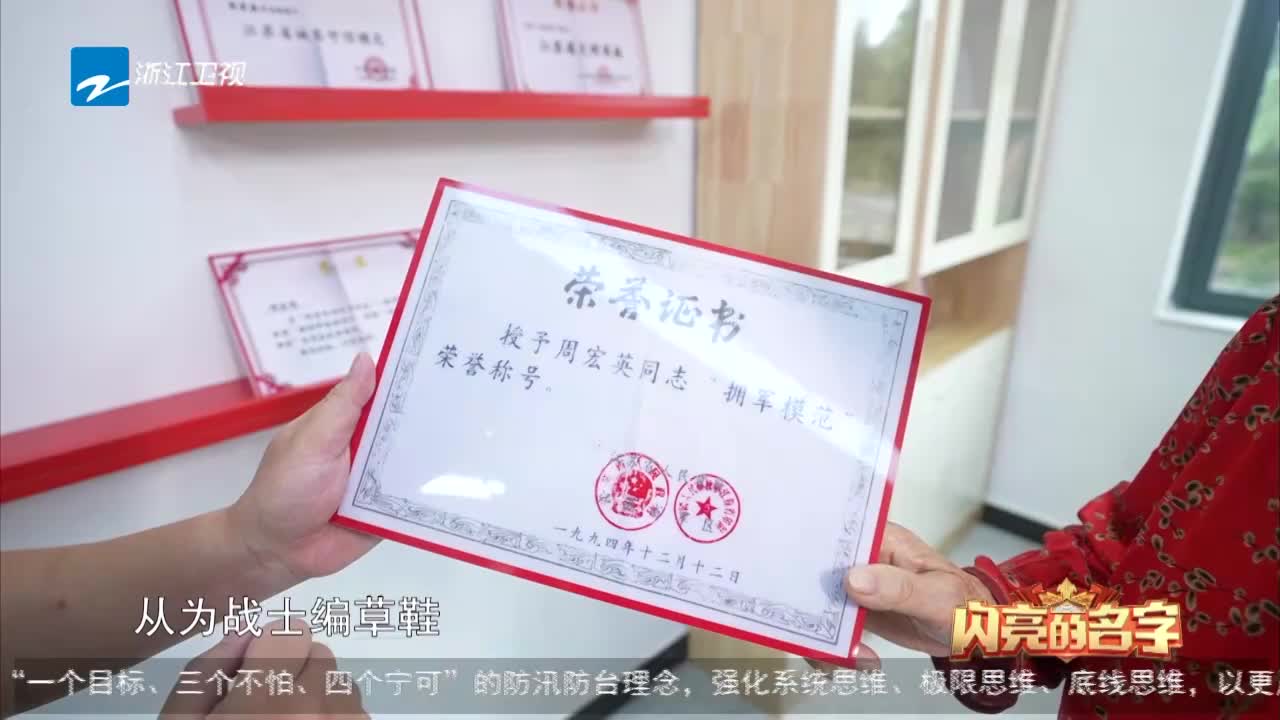 浙江卫视
江苏省
荣誉证书
授予周宏英同志“拥军模范”
荣誉称号。
一九九四年十二月十二日
从为战士编草鞋
闪亮的名字
“一个目标、三个不怕、四个宁可”的防汛防台理念，强化系统思维、极限思维、底线思维，以更